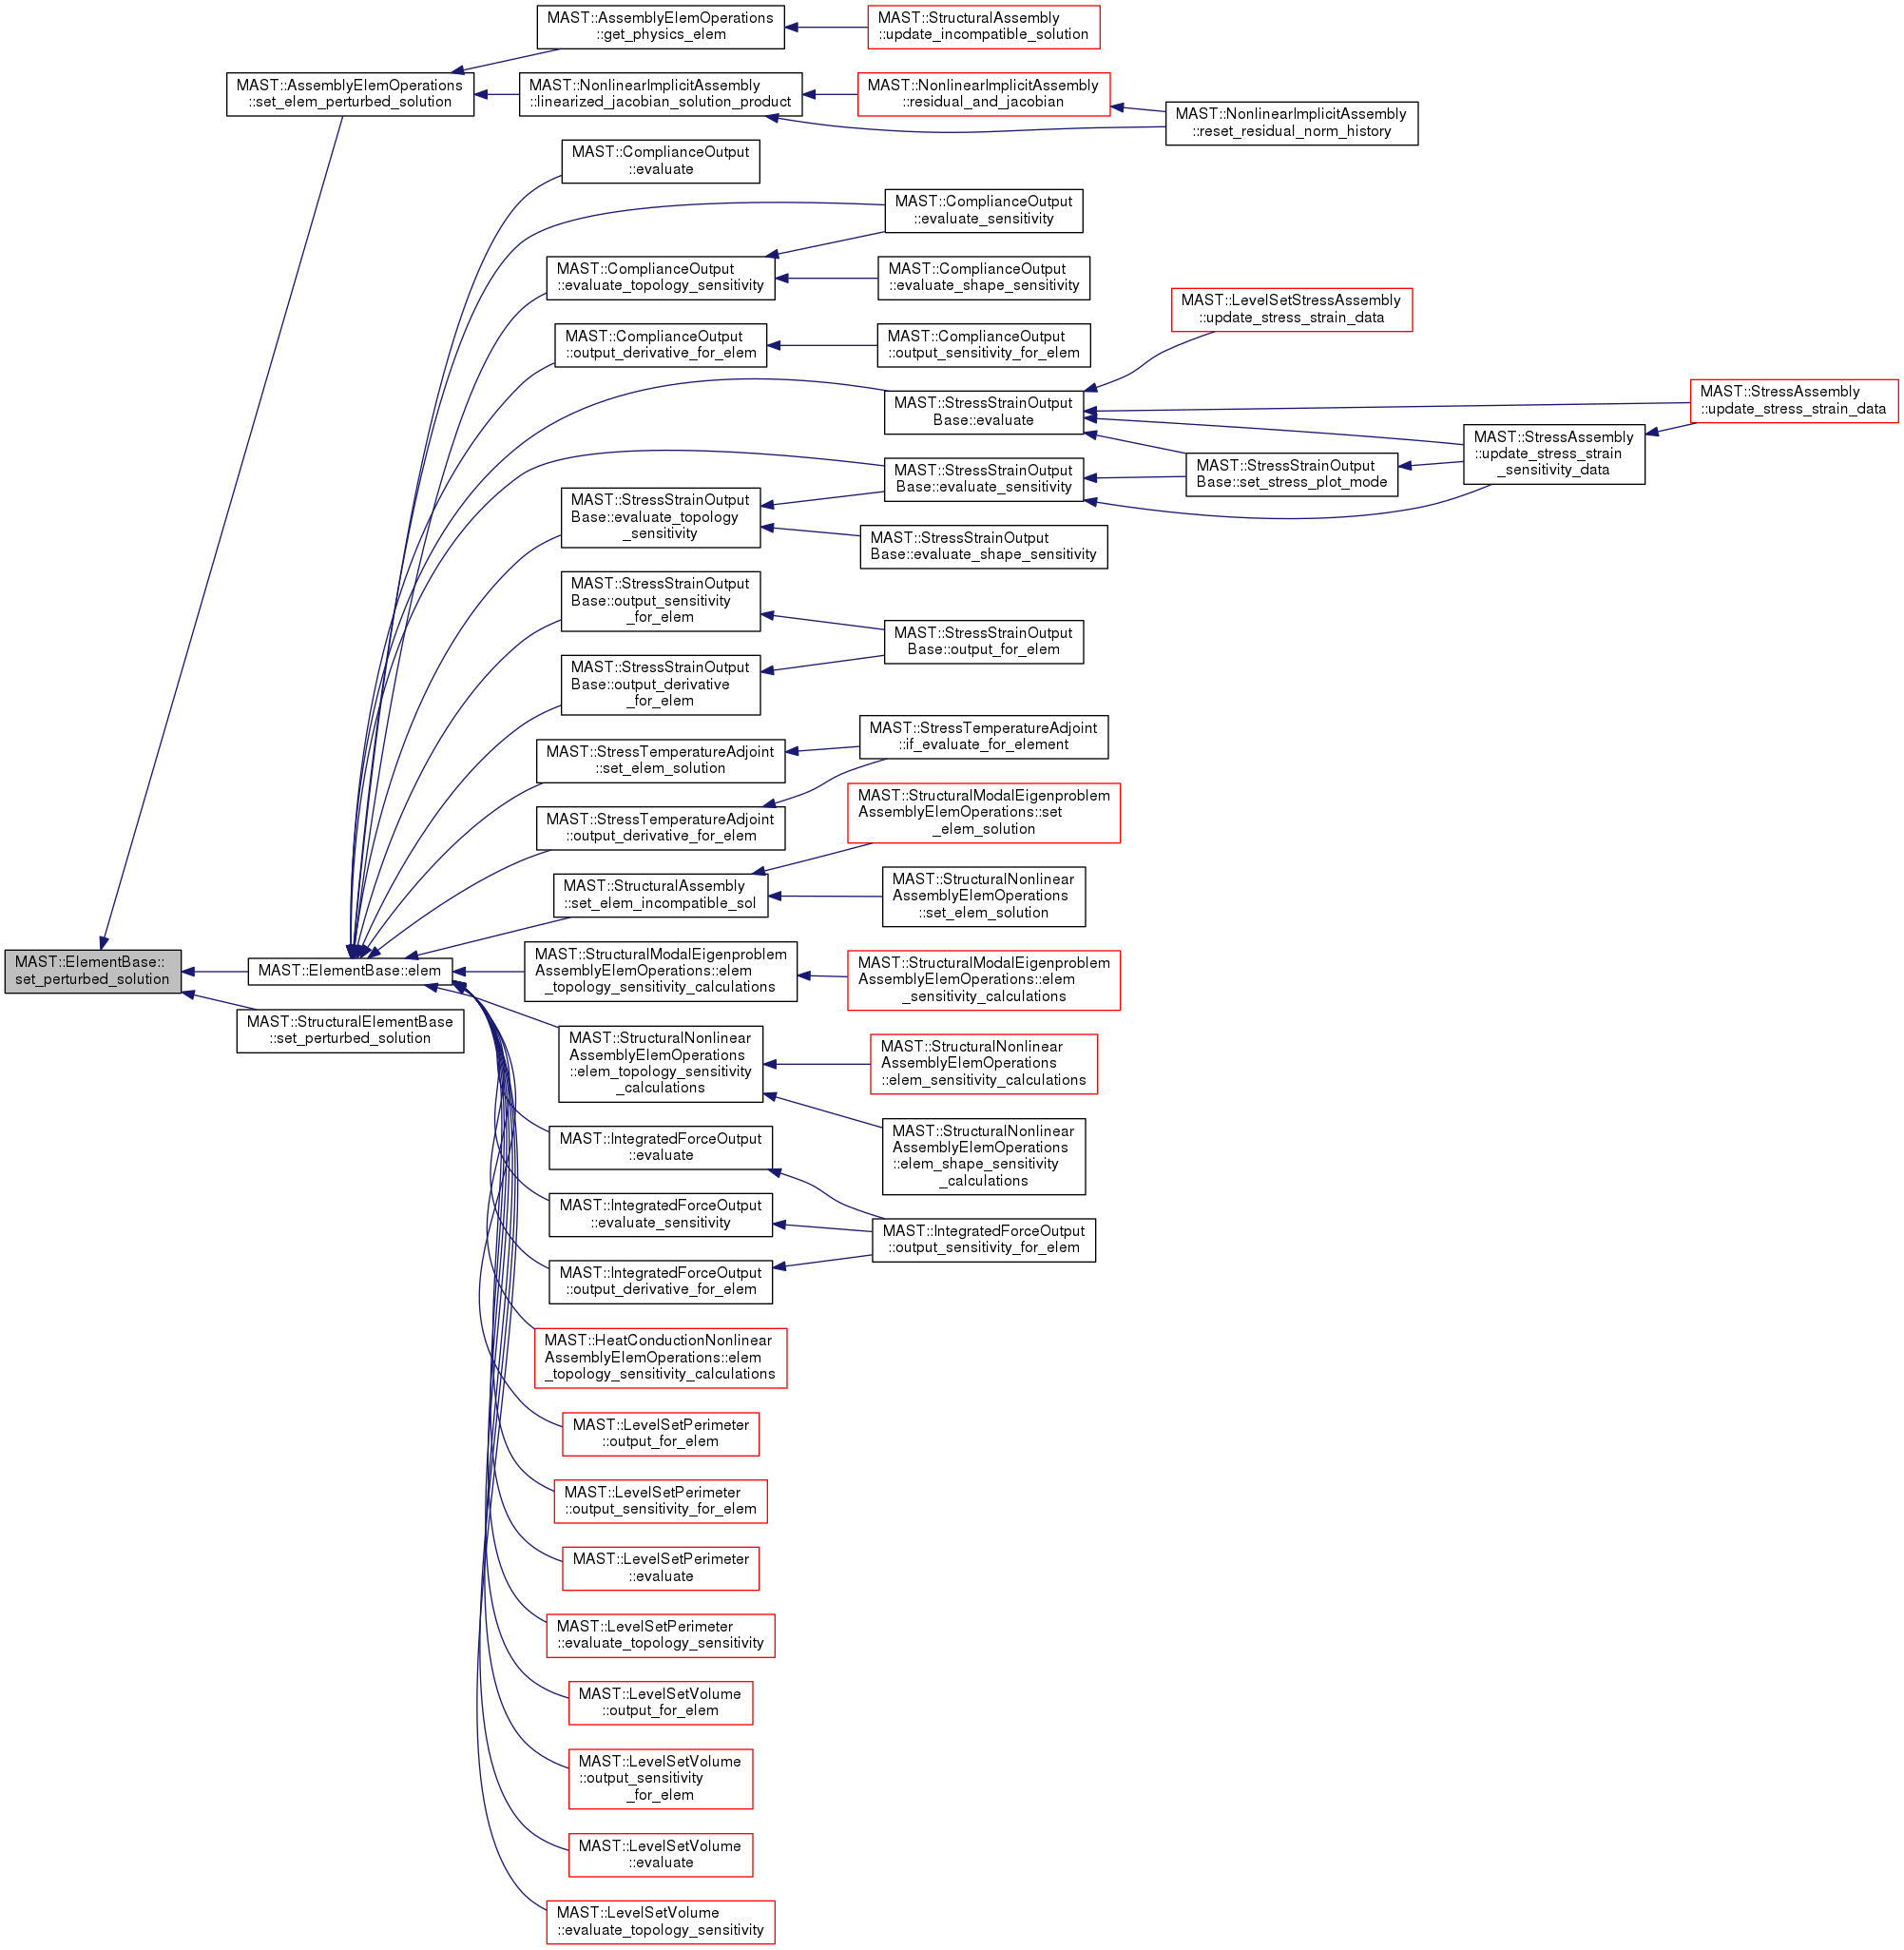 MAST::AssemblyElemOperations
::get_physics_elem
MAST::StructuralAssembly
::update_incompatible_solution
MAST::AssemblyElemOperations
::set_elem_perturbed_solution
MAST::NonlinearImplicitAssembly
::linearized_jacobian_solution_product
MAST::NonlinearImplicitAssembly
::residual_and_jacobian
MAST::NonlinearImplicitAssembly
::reset_residual_norm_history
MAST::ComplianceOutput
::evaluate
MAST::ComplianceOutput
::evaluate_sensitivity
MAST::ComplianceOutput
::evaluate_topology_sensitivity
MAST::ComplianceOutput
::evaluate_shape_sensitivity
MAST::LevelSetStressAssembly
::update_stress_strain_data
MAST::ComplianceOutput
::output_derivative_for_elem
MAST::ComplianceOutput
::output_sensitivity_for_elem
MAST::StressStrainOutput
Base::evaluate
MAST::StressAssembly
::update_stress_strain_data
MAST::StressAssembly
::update_stress_strain
_sensitivity_data
MAST::StressStrainOutput
Base::evaluate_sensitivity
MAST::StressStrainOutput
Base::set_stress_plot_mode
MAST::StressStrainOutput
Base::evaluate_topology
_sensitivity
MAST::StressStrainOutput
Base::evaluate_shape_sensitivity
MAST::StressStrainOutput
Base::output_sensitivity
_for_elem
MAST::StressStrainOutput
Base::output_for_elem
MAST::StressStrainOutput
Base::output_derivative
_for_elem
MAST::StressTemperatureAdjoint
::set_elem_solution
MAST::StressTemperatureAdjoint
::if_evaluate_for_element
MAST::StressTemperatureAdjoint
::output_derivative_for_elem
MAST::StructuralModalEigenproblem
AssemblyElemOperations::set
_elem_solution
MAST::StructuralAssembly
::set_elem_incompatible_sol
MAST::StructuralNonlinear
AssemblyElemOperations
::set_elem_solution
MAST::ElementBase::
set_perturbed_solution
MAST::ElementBase::elem
MAST::StructuralModalEigenproblem
AssemblyElemOperations::elem
_topology_sensitivity_calculations
MAST::StructuralModalEigenproblem
AssemblyElemOperations::elem
_sensitivity_calculations
MAST::StructuralElementBase
::set_perturbed_solution
MAST::StructuralNonlinear
AssemblyElemOperations
::elem_topology_sensitivity
_calculations
MAST::StructuralNonlinear
AssemblyElemOperations
::elem_sensitivity_calculations
MAST::StructuralNonlinear
AssemblyElemOperations
::elem_shape_sensitivity
_calculations
MAST::IntegratedForceOutput
::evaluate
MAST::IntegratedForceOutput
::evaluate_sensitivity
MAST::IntegratedForceOutput
::output_sensitivity_for_elem
MAST::IntegratedForceOutput
::output_derivative_for_elem
MAST::HeatConductionNonlinear
AssemblyElemOperations::elem
_topology_sensitivity_calculations
MAST::LevelSetPerimeter
::output_for_elem
MAST::LevelSetPerimeter
::output_sensitivity_for_elem
MAST::LevelSetPerimeter
::evaluate
MAST::LevelSetPerimeter
::evaluate_topology_sensitivity
MAST::LevelSetVolume
::output_for_elem
MAST::LevelSetVolume
::output_sensitivity
_for_elem
MAST::LevelSetVolume
::evaluate
MAST::LevelSetVolume
::evaluate_topology_sensitivity